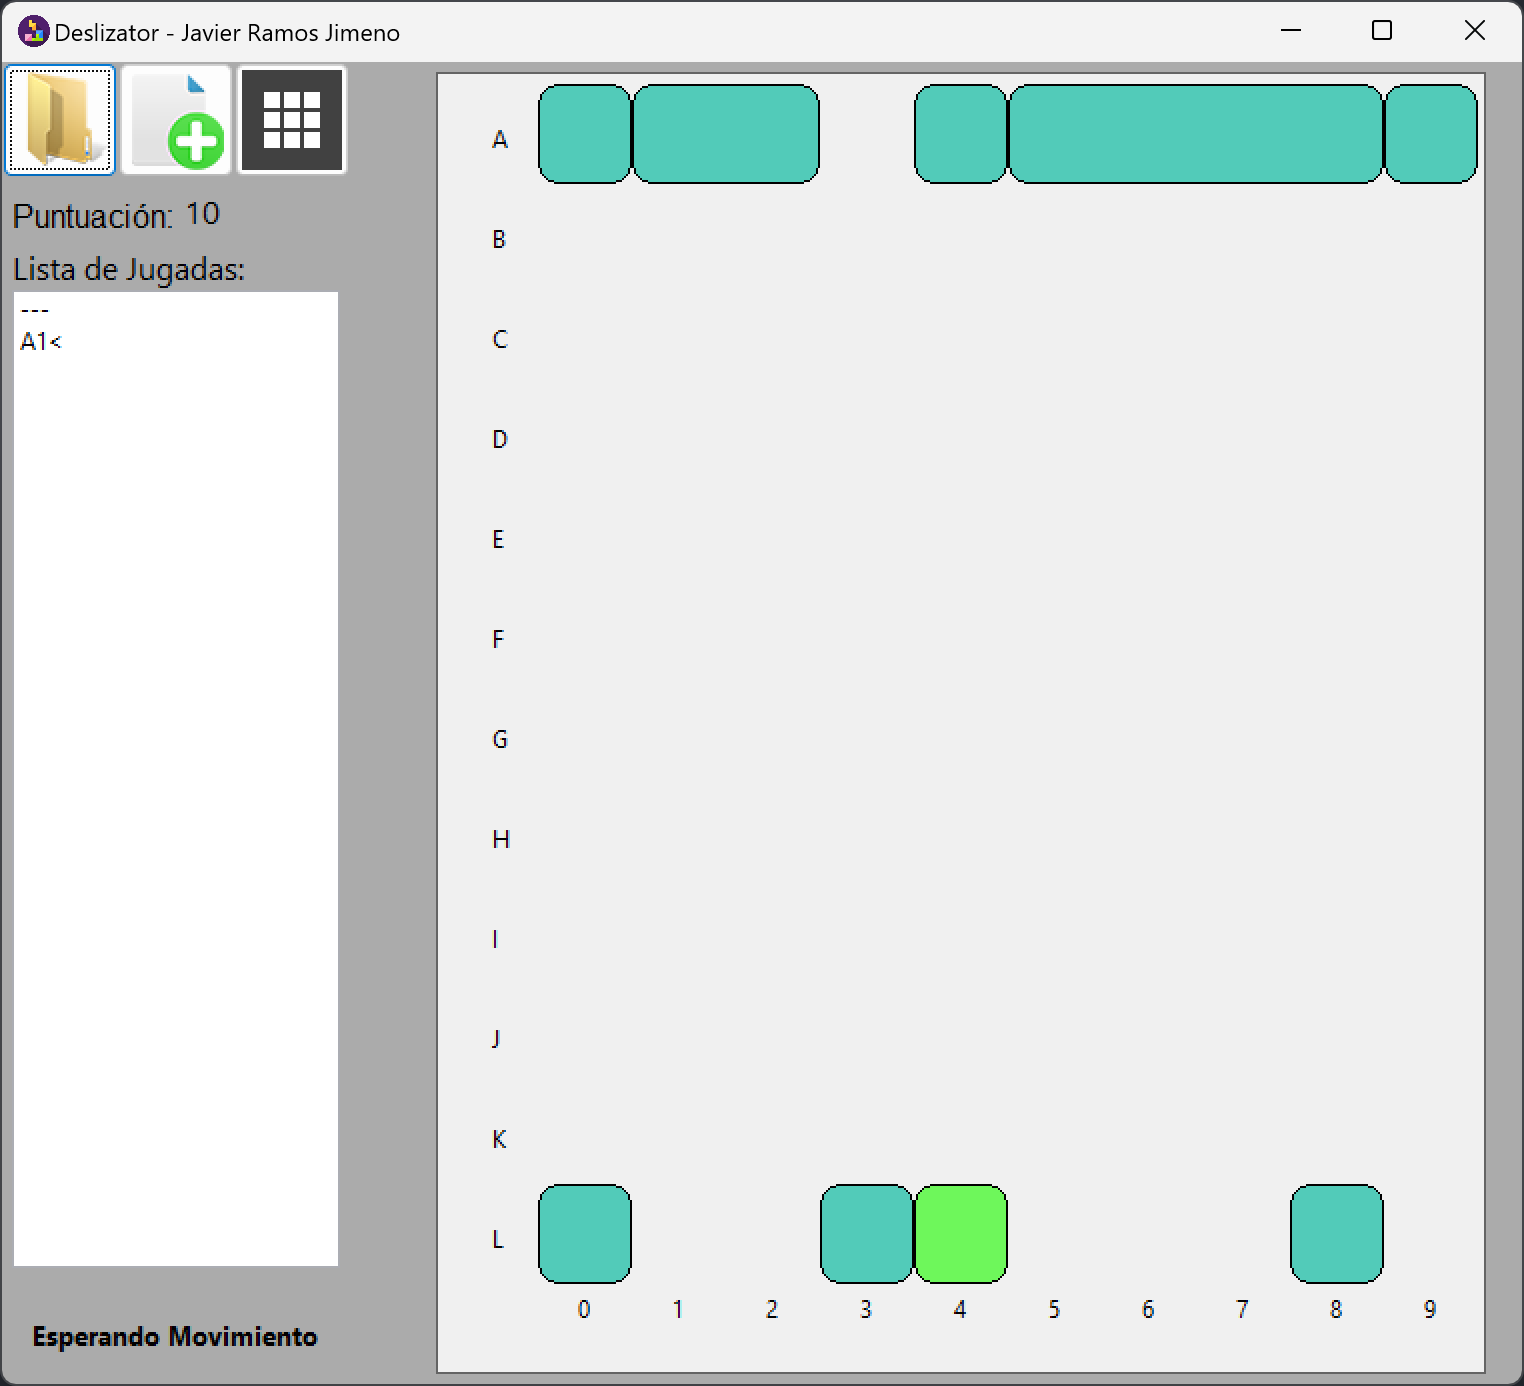 Deslizator - Javier Ramos Jimeno
Puntuación: 10
Lista de Jugadas:
---
A1<
Esperando Movimiento
A
B
C
D
E
F
G
H
I
J
K
L
0 1 2 3 4 5 6 7 8 9